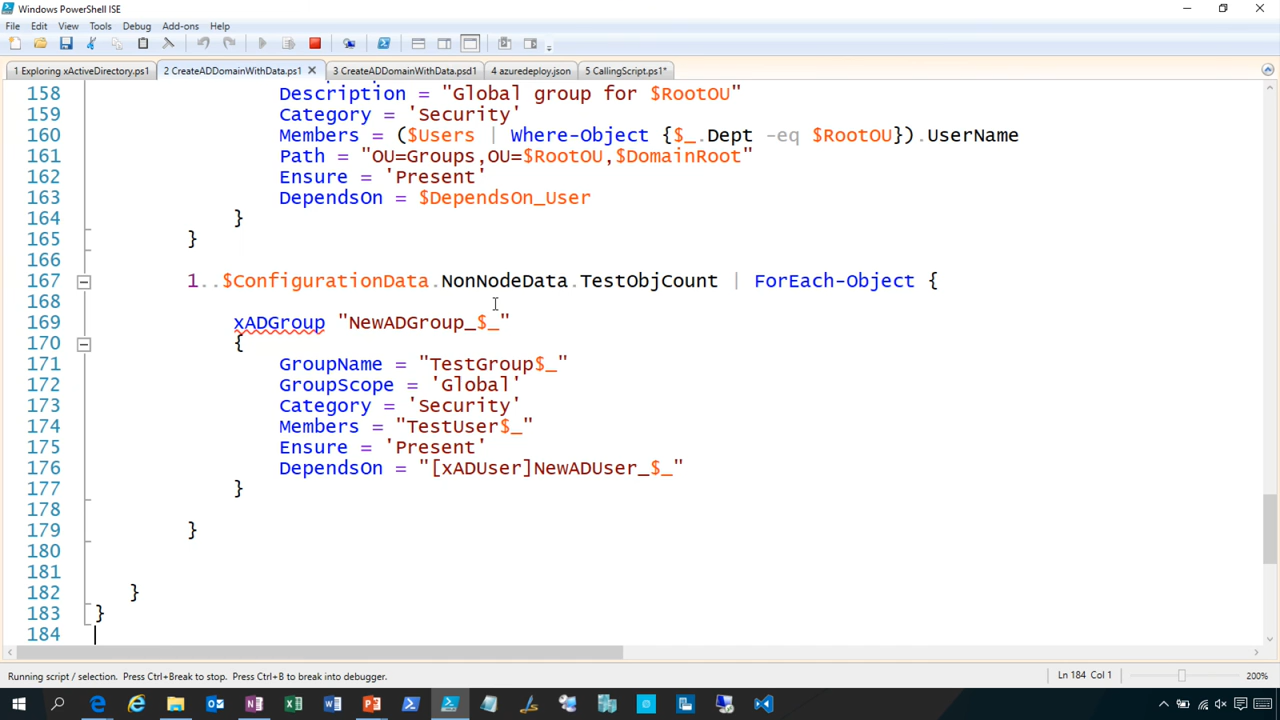 Windows PowerShell ISE
File Edit View Tools Debug Add-ons Help
1 Exploring xActiveDirectory.ps1 2 CreateADDomainWithData.ps1 3 CreateADDomainWithData.psd1 4 azuredeploy.json 5 CallingScript.ps1*
158 Description = "Global group for $RootOU"
159 Category = 'Security'
160 Members = ($Users | Where-Object {$_.Dept -eq $RootOU}).UserName
161 Path = "OU=Groups,OU=$RootOU,$DomainRoot"
162 Ensure = 'Present'
163 DependsOn = $DependsOn_User
164 }
165 }
166
167 1..$ConfigurationData.NonNodeData.TestObjCount | ForEach-Object {
168
169 xADGroup "NewADGroup_$_"
170 {
171 GroupName = "TestGroup$_"
172 GroupScope = 'Global'
173 Category = 'Security'
174 Members = "TestUser$_"
175 Ensure = 'Present'
176 DependsOn = "[xADUser]NewADUser_$_"
177 }
178
179 }
180
181
182 }
183 }
184
Running script / selection. Press Ctrl+Break to stop. Press Ctrl+B to break into debugger. Ln 184 Col 1 200%